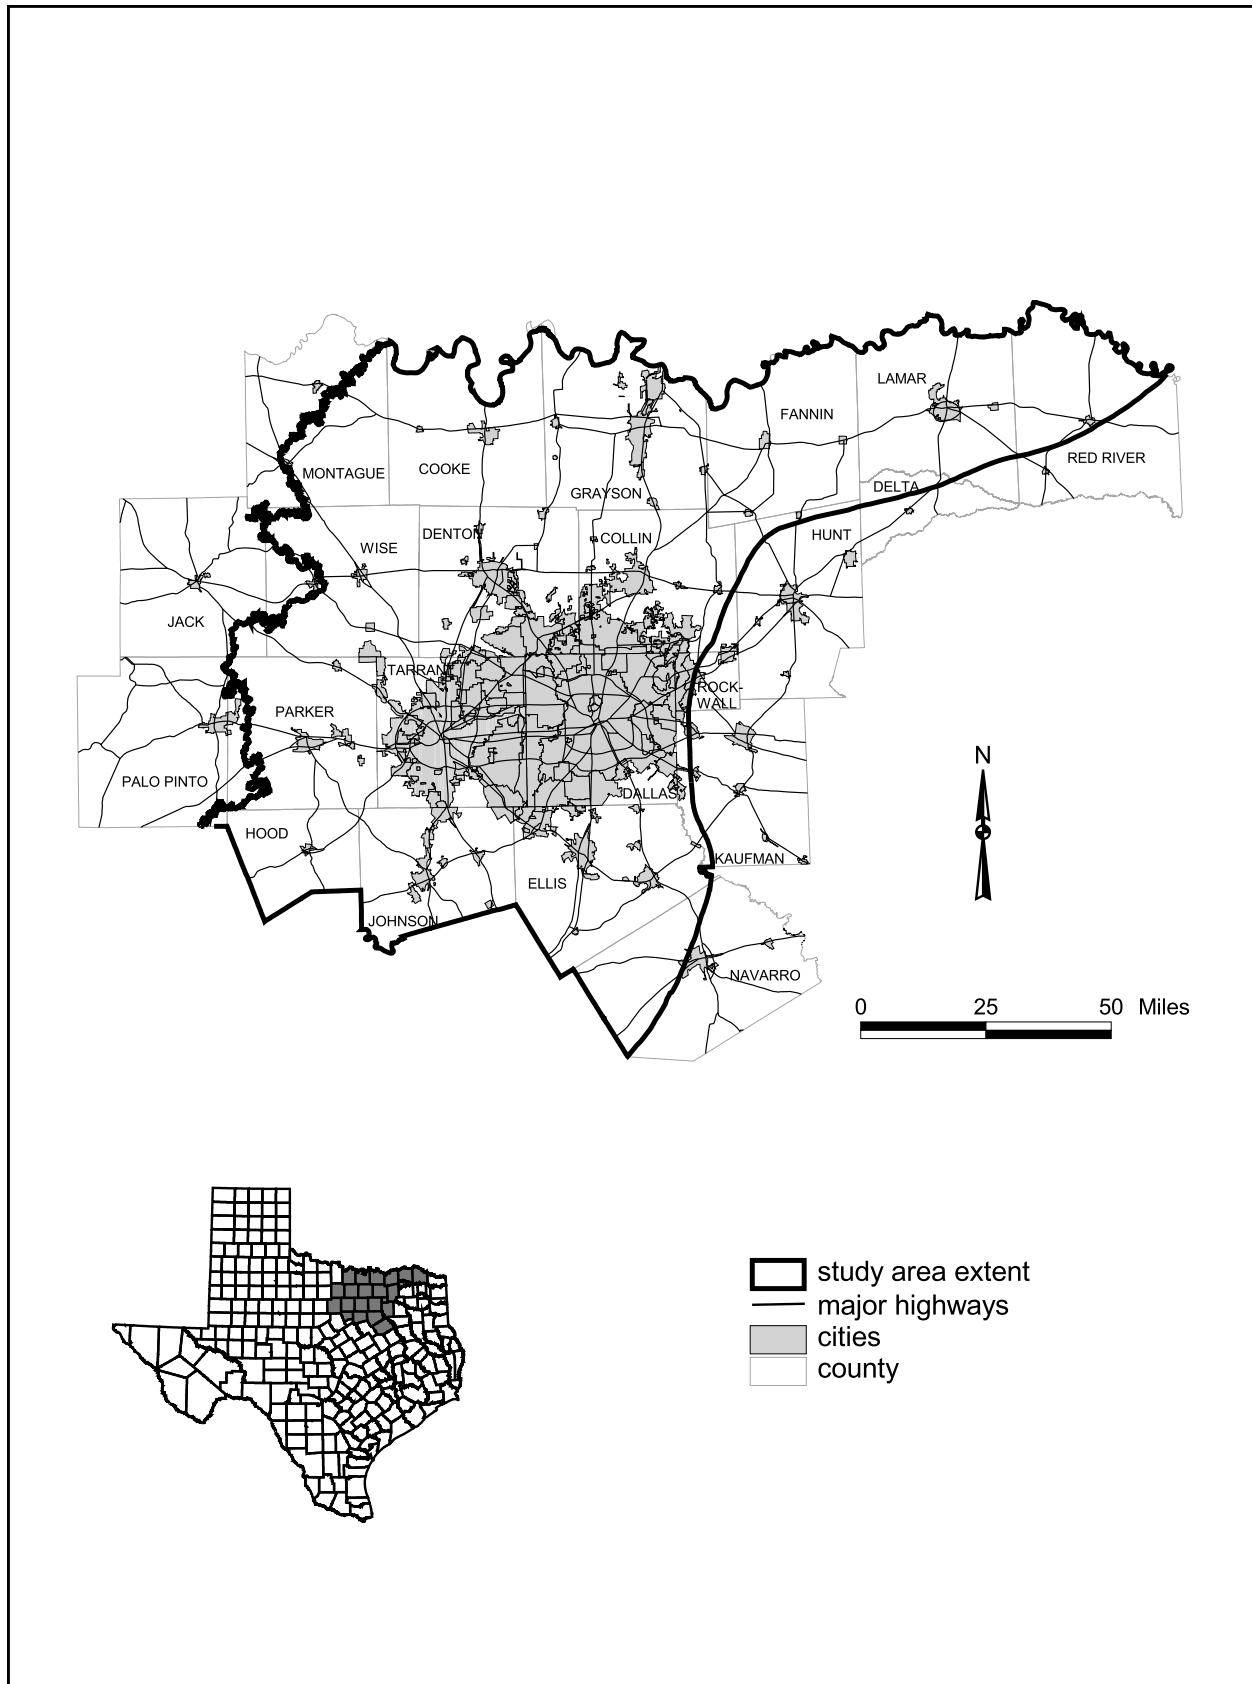 LAMAR
FANNIN
RED RIVER
MONTAGUE
COOKE
GRAYSON
DELTA
DENTON
COLLIN
HUNT
WISE
JACK
TARRANT
ROCK-
WALL
PARKER
PALO PINTO
DALLAS
HOOD
KAUFMAN
ELLIS
JOHNSON
NAVARRO
N
0 25 50 Miles
study area extent
major highways
cities
county